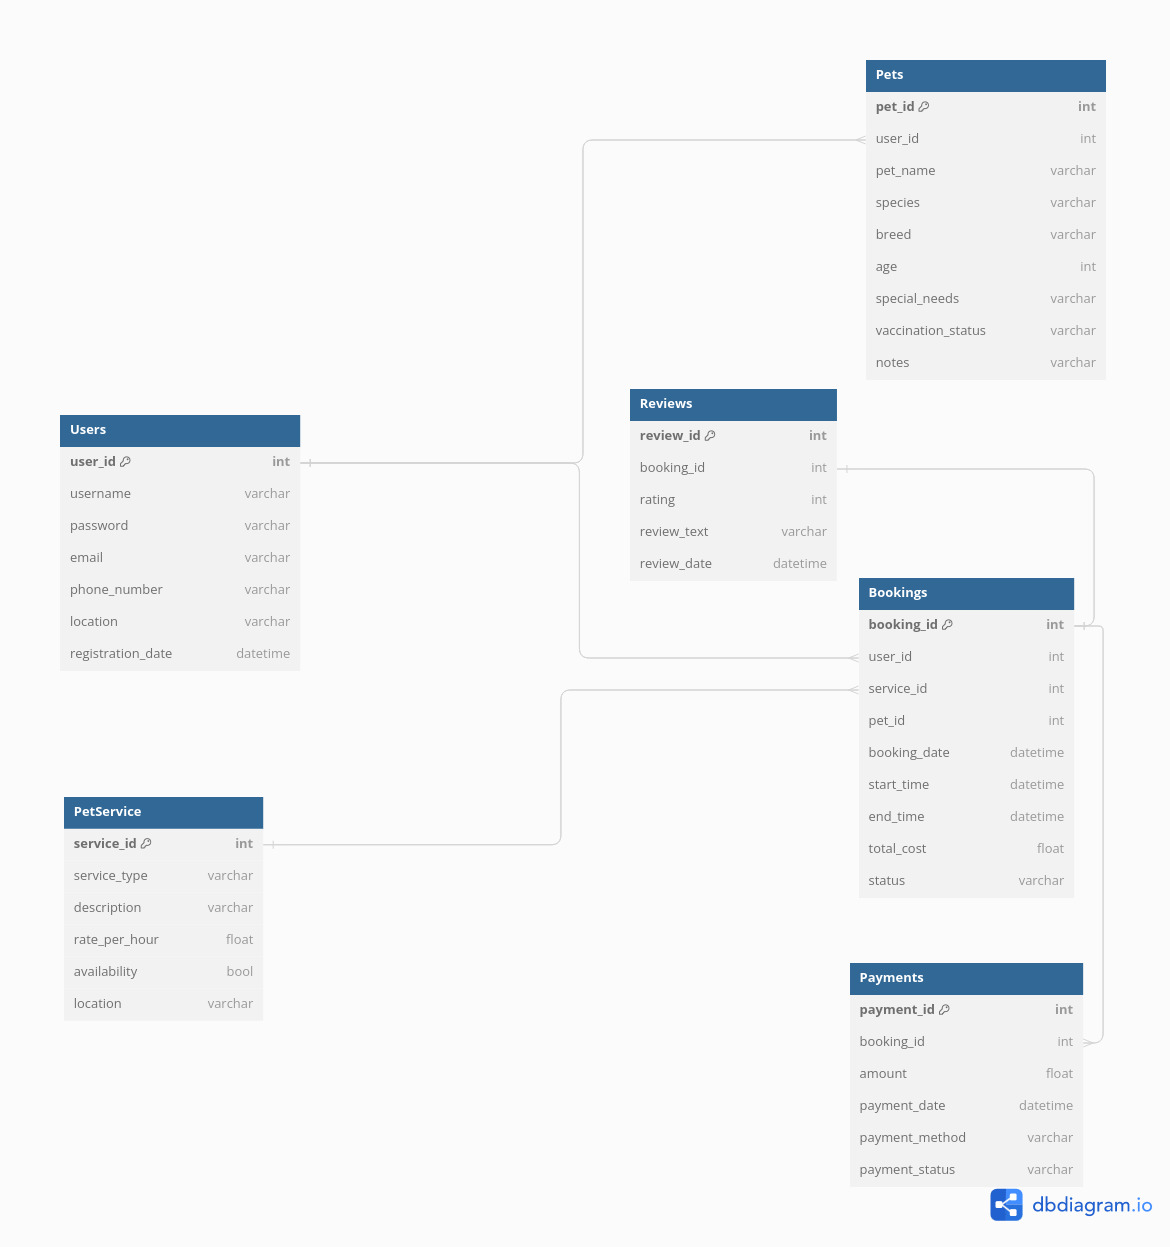 Pets
pet_id int
user_id int
pet_name varchar
species varchar
breed varchar
age int
special_needs varchar
vaccination_status varchar
notes varchar
Reviews
review_id int
booking_id int
rating int
review_text varchar
review_date datetime
Users
user_id int
username varchar
password varchar
email varchar
phone_number varchar
location varchar
registration_date datetime
Bookings
booking_id int
user_id int
service_id int
pet_id int
booking_date datetime
start_time datetime
end_time datetime
total_cost float
status varchar
PetService
service_id int
service_type varchar
description varchar
rate_per_hour float
availability bool
location varchar
Payments
payment_id int
booking_id int
amount float
payment_date datetime
payment_method varchar
payment_status varchar
dbdiagram.io